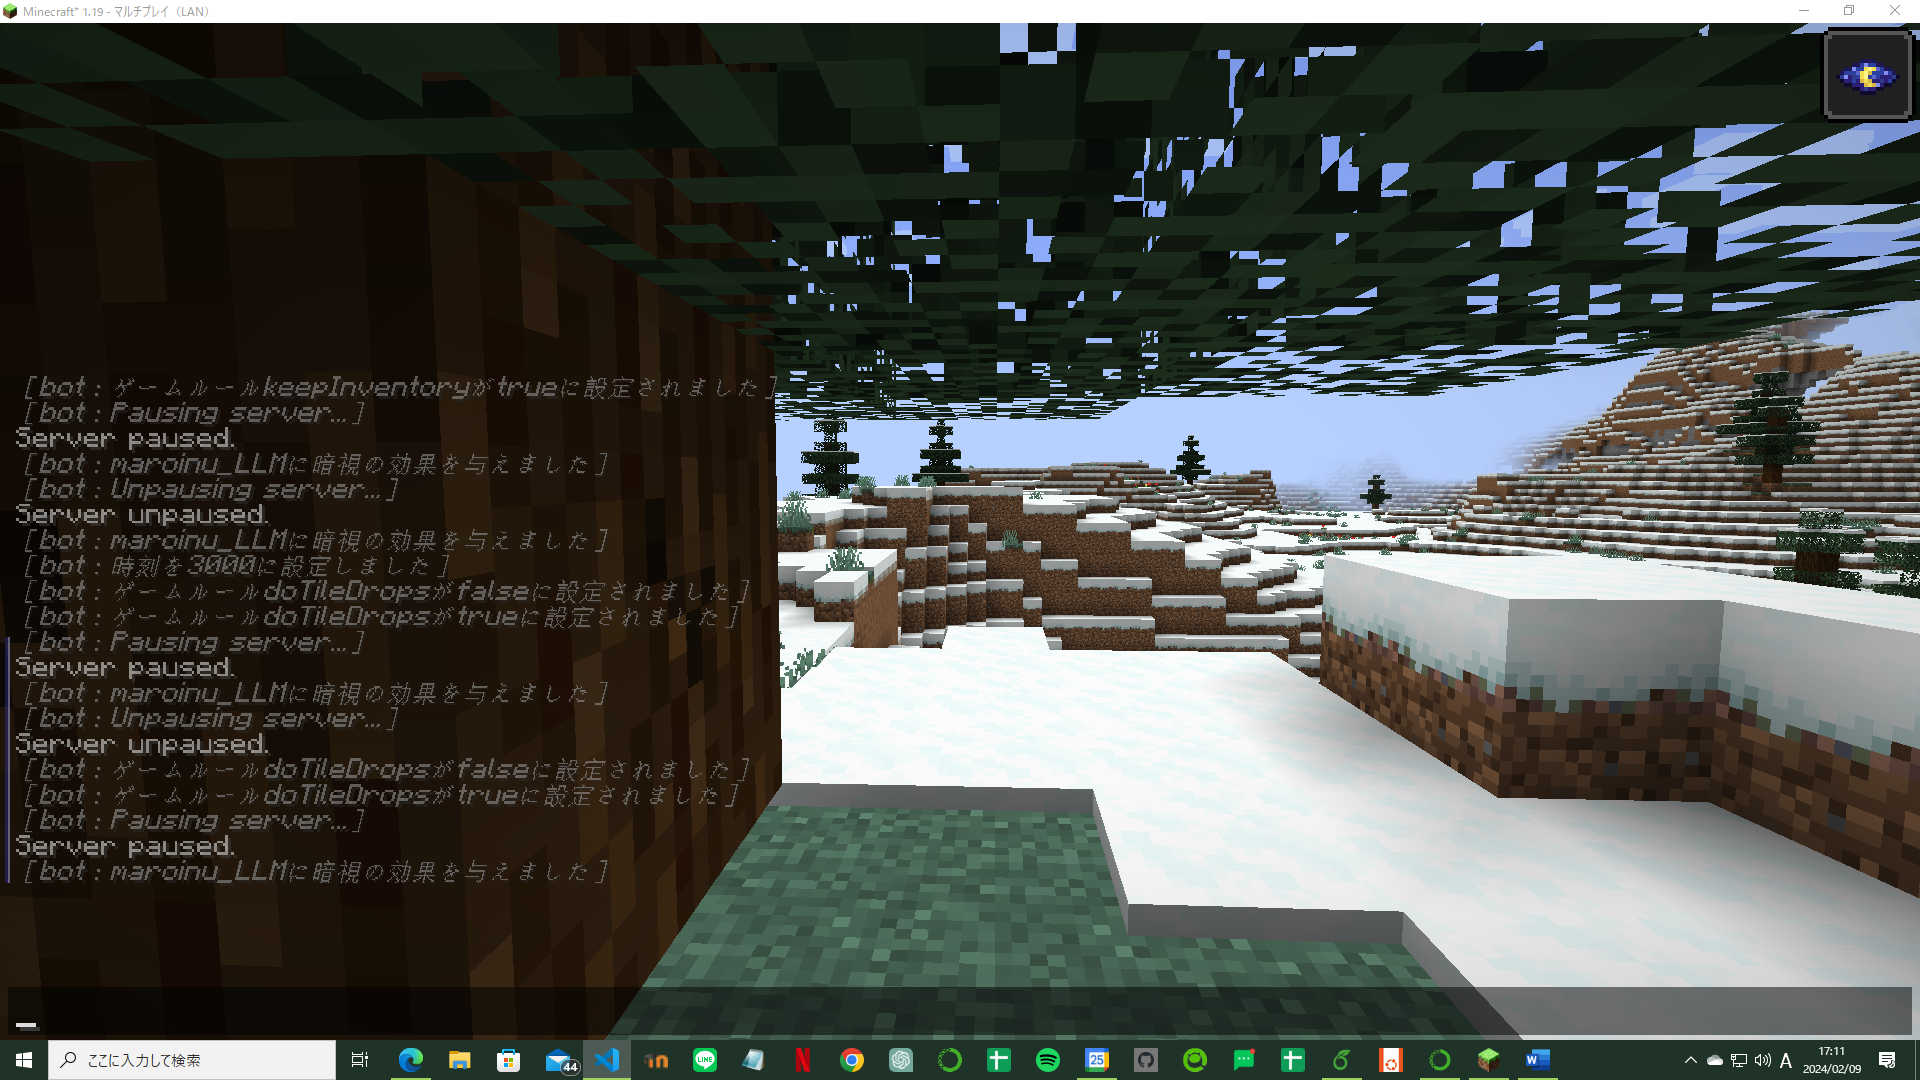 Minecraft* 1.19 - マルチプレイ（LAN）
[bot：ゲームルールkeepInventoryがtrueに設定されました]
[bot：Pausing server…]
Server paused.
[bot：maroinu_LLMに暗視の効果を与えました]
[bot：Unpausing server…]
Server unpaused.
[bot：maroinu_LLMに暗視の効果を与えました]
[bot：時刻を3000に設定しました]
[bot：ゲームルールdoTileDropsがfalseに設定されました]
[bot：ゲームルールdoTileDropsがtrueに設定されました]
[bot：Pausing server…]
Server paused.
[bot：maroinu_LLMに暗視の効果を与えました]
[bot：Unpausing server…]
Server unpaused.
[bot：ゲームルールdoTileDropsがfalseに設定されました]
[bot：ゲームルールdoTileDropsがtrueに設定されました]
[bot：Pausing server…]
Server paused.
[bot：maroinu_LLMに暗視の効果を与えました]
ここに入力して検索
44
LINE
25
A
17:11
2024/02/09